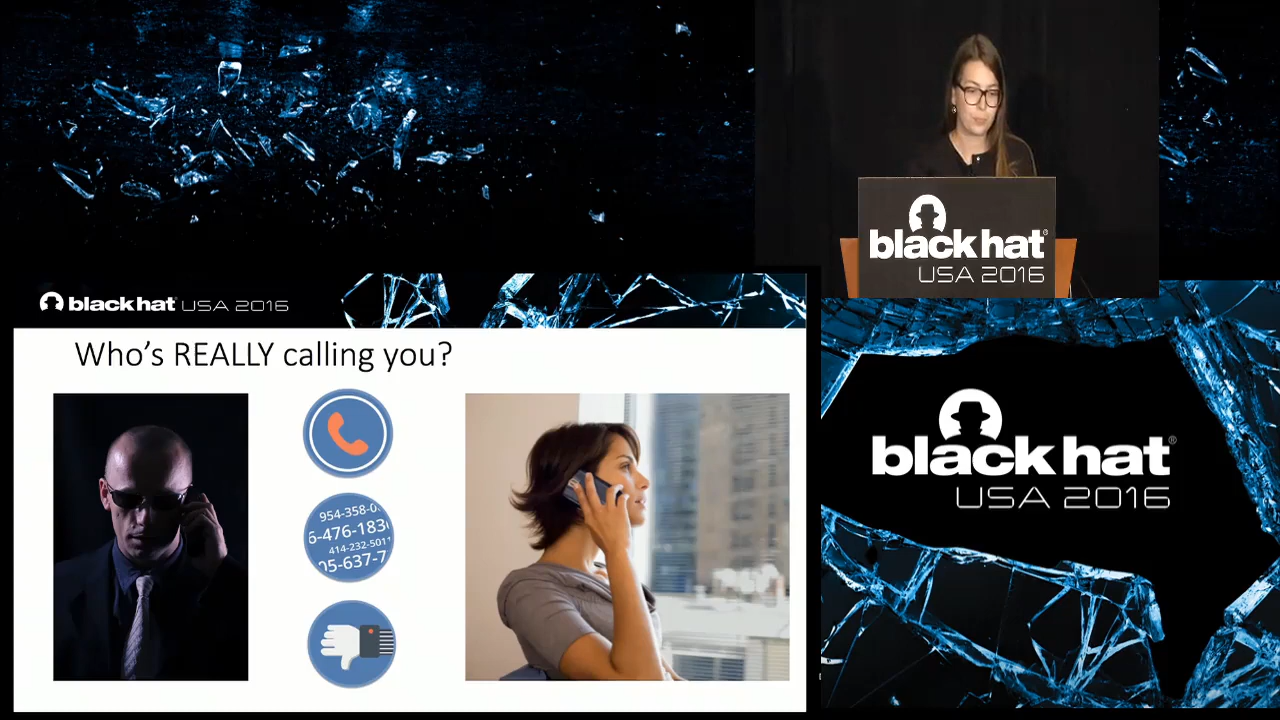 black hat®
USA 2016
black hat® USA 2016
Who's REALLY calling you?
954-358-0
6-476-183
414-232-501
05-637-7
black hat®
USA 2016